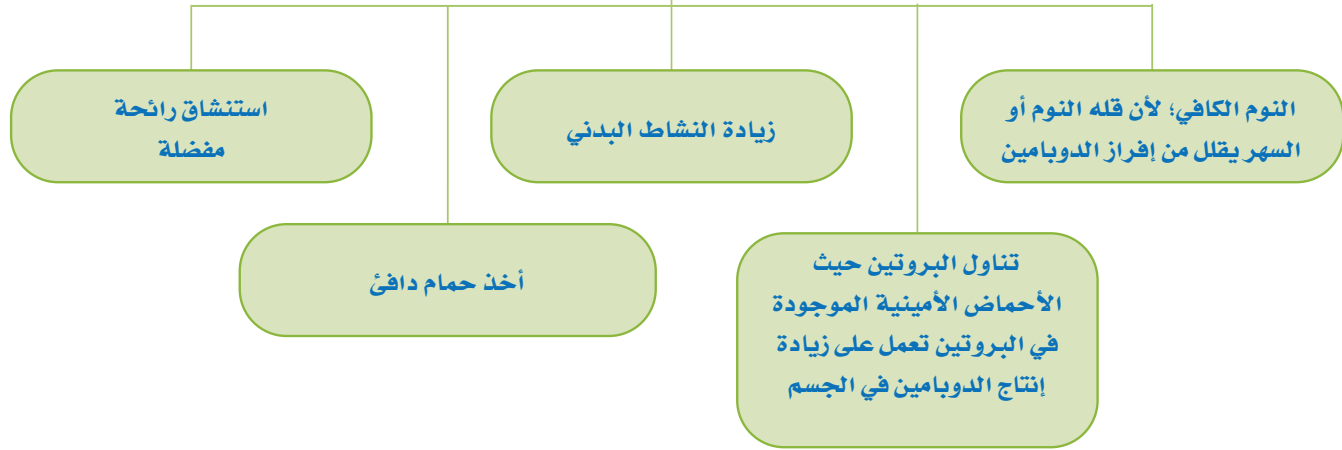 النوم الكافي؛ لأن قله النوم أو
السهر يقلل من إفراز الدوبامين
زيادة النشاط البدني
استنشاق رائحة
مفضلة
تناول البروتين حيث
الأحماض الأمينية الموجودة
في البروتين تعمل على زيادة
إنتاج الدوبامين في الجسم
أخذ حمام دافئ